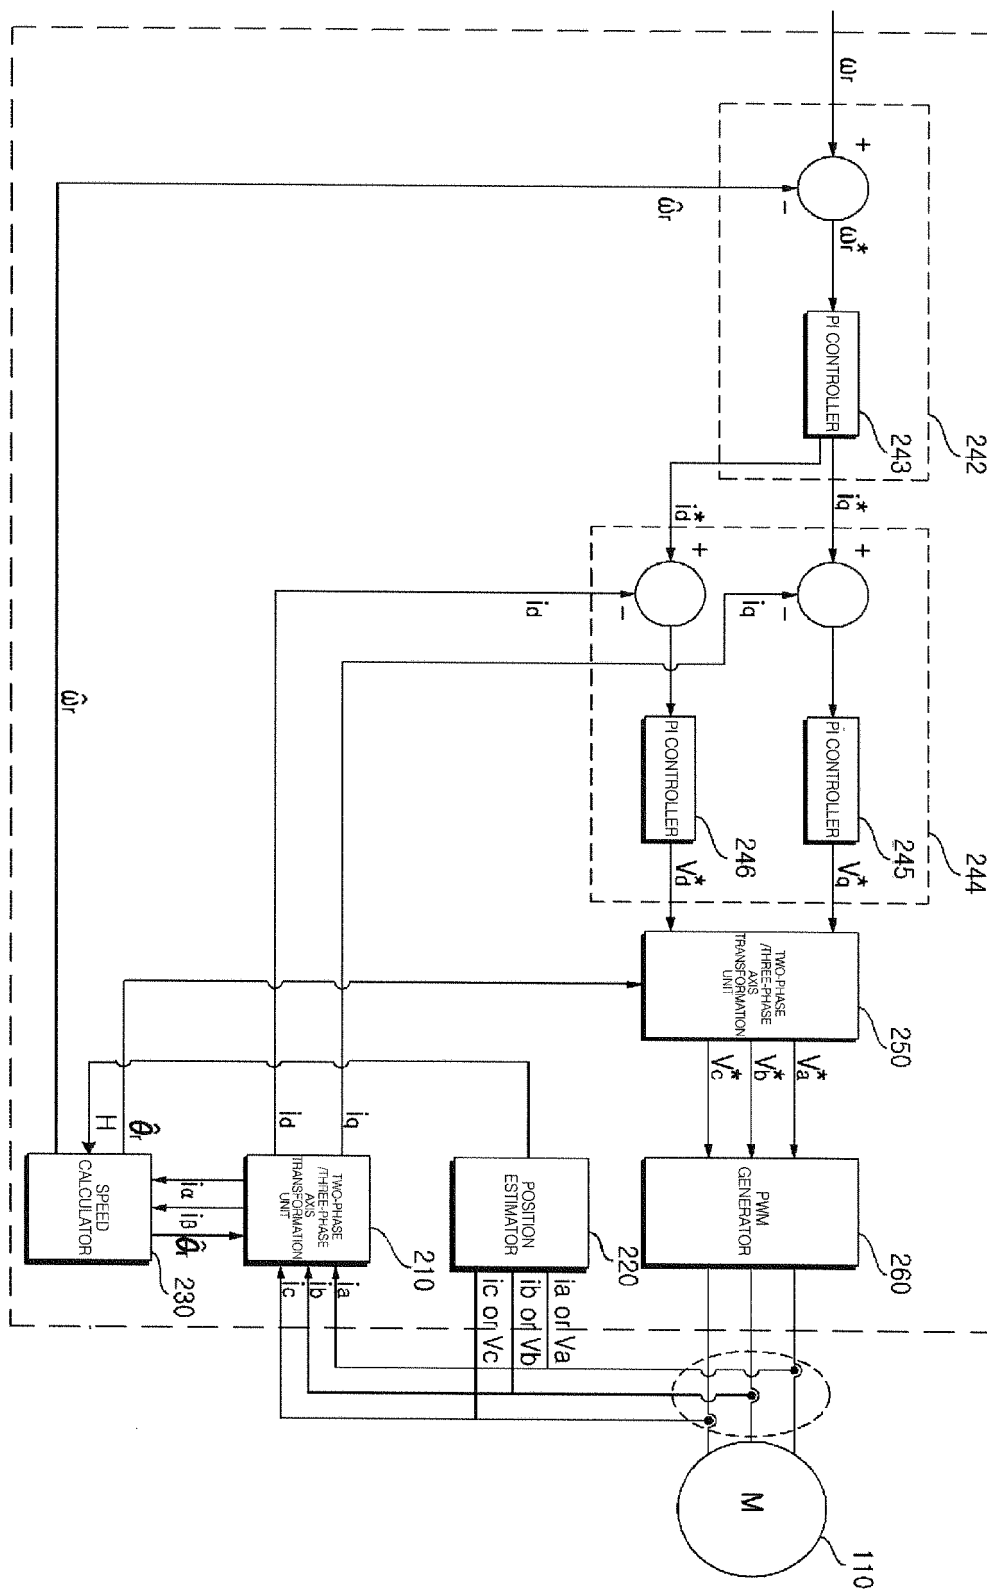 ωr
+
-
ω̂r
ωr*
PI CONTROLLER
243
242
iq*
id*
+
-
iq
+
-
id
PI CONTROLLER
245
Vq*
244
PI CONTROLLER
246
Vd*
TWO-PHASE
/THREE-PHASE
AXIS
TRANSFORMATION
UNIT
250
Va*
Vb*
Vc*
PWM
GENERATOR
260
M
110
ω̂r
POSITION
ESTIMATOR
220
ia or Va
ib or Vb
ic or Vc
iq
id
TWO-PHASE
/THREE-PHASE
AXIS
TRANSFORMATION
UNIT
210
ia
ib
ic
θ̂r
H
SPEED
CALCULATOR
230
iα
iβ
θ̂r